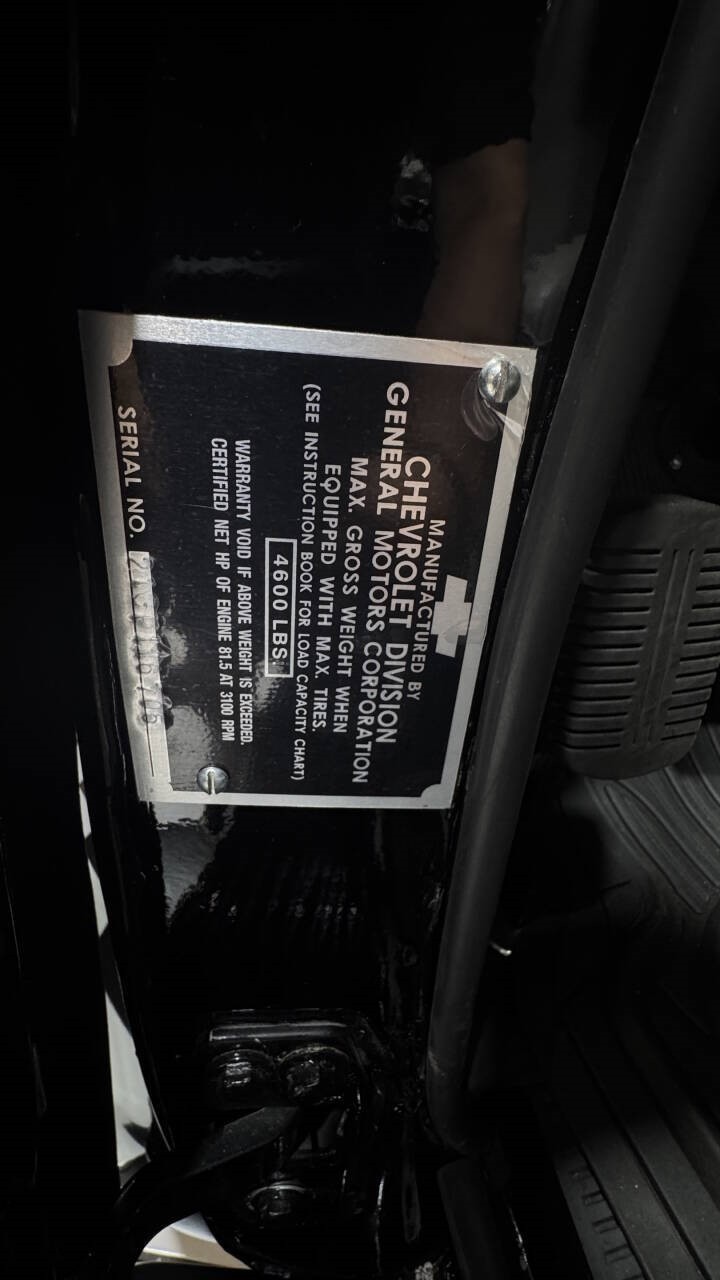 MANUFACTURED BY
CHEVROLET DIVISION
GENERAL MOTORS CORPORATION
MAX. GROSS WEIGHT WHEN
EQUIPPED WITH MAX. TIRES.
(SEE INSTRUCTION BOOK FOR LOAD CAPACITY CHART)
4600 LBS.
WARRANTY VOID IF ABOVE WEIGHT IS EXCEEDED.
CERTIFIED NET HP OF ENGINE 81.5 AT 3100 RPM
SERIAL NO.